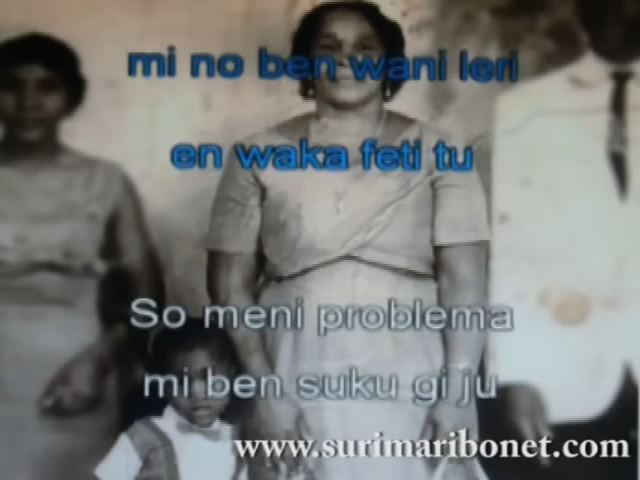 mi no ben wani leri
en waka feti tu
So meni problema
mi ben suku gi ju
www.surimaribonet.com